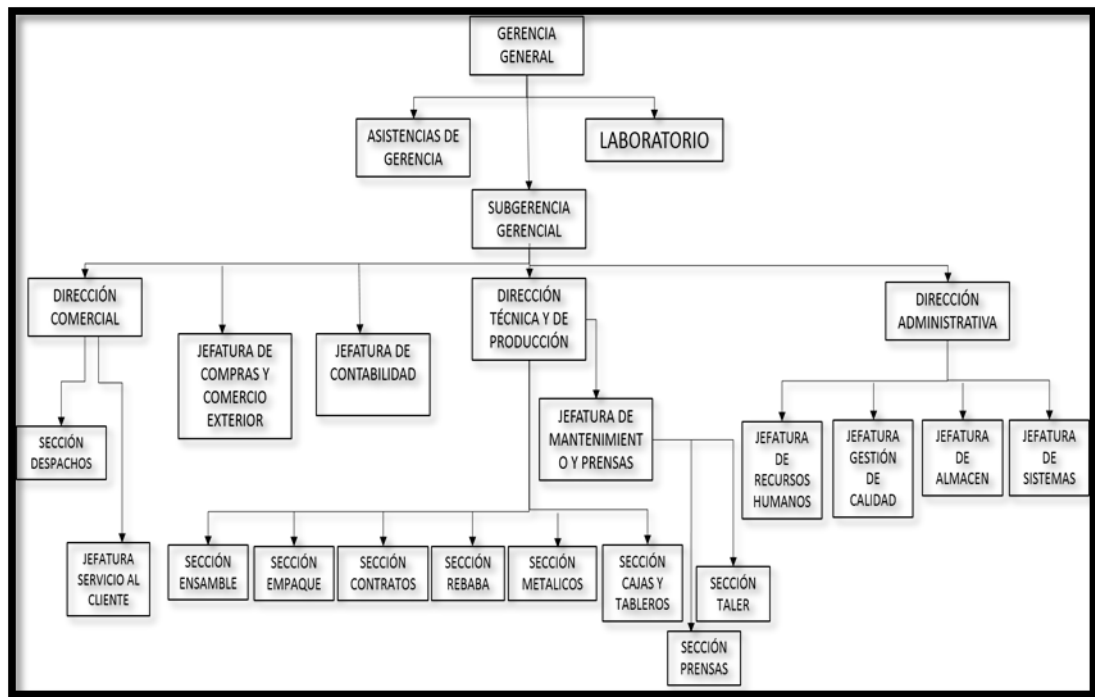 GERENCIA
GENERAL
ASISTENCIAS DE
GERENCIA
LABORATORIO
SUBGERENCIA
GERENCIAL
DIRECCIÓN
COMERCIAL
JEFATURA DE
COMPRAS Y
COMERCIO
EXTERIOR
JEFATURA DE
CONTABILIDAD
DIRECCIÓN
TÉCNICA Y DE
PRODUCCIÓN
DIRECCIÓN
ADMINISTRATIVA
SECCIÓN
DESPACHOS
JEFATURA DE
MANTENIMIENT
O Y PRENSAS
JEFATURA
DE
RECURSOS
HUMANOS
JEFATURA
GESTIÓN
DE
CALIDAD
JEFATURA
DE
ALMACEN
JEFATURA
DE
SISTEMAS
JEFATURA
SERVICIO AL
CLIENTE
SECCIÓN
ENSAMBLE
SECCIÓN
EMPAQUE
SECCIÓN
CONTRATOS
SECCIÓN
REBABA
SECCIÓN
METALICOS
SECCIÓN
CAJAS Y
TABLEROS
SECCIÓN
TALER
SECCIÓN
PRENSAS